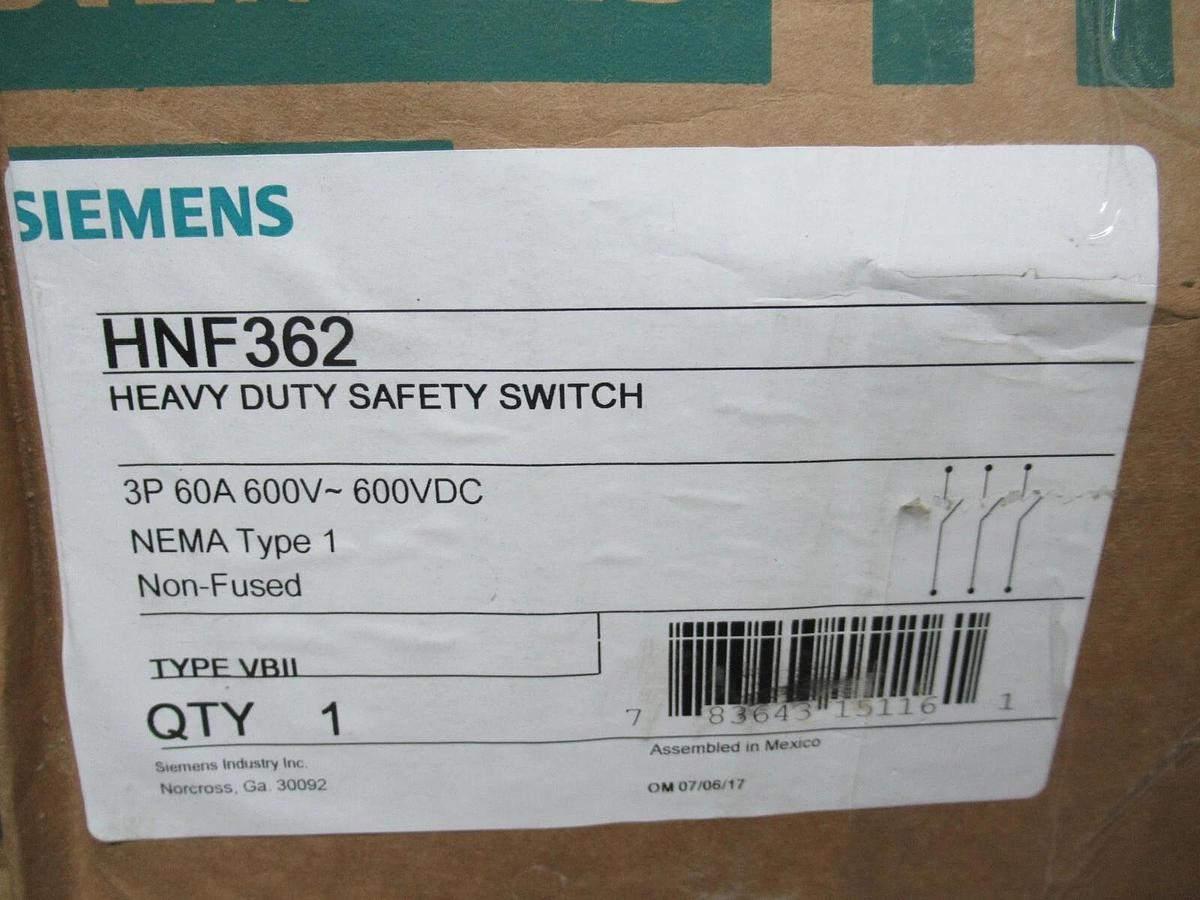 SIEMENS
HNF362
HEAVY DUTY SAFETY SWITCH
3P 60A 600V~ 600VDC
NEMA Type 1
Non-Fused
TYPE VBII
QTY 1
7 83643 15116 1
Siemens Industry Inc.
Norcross, Ga. 30092
Assembled in Mexico
OM 07/06/17